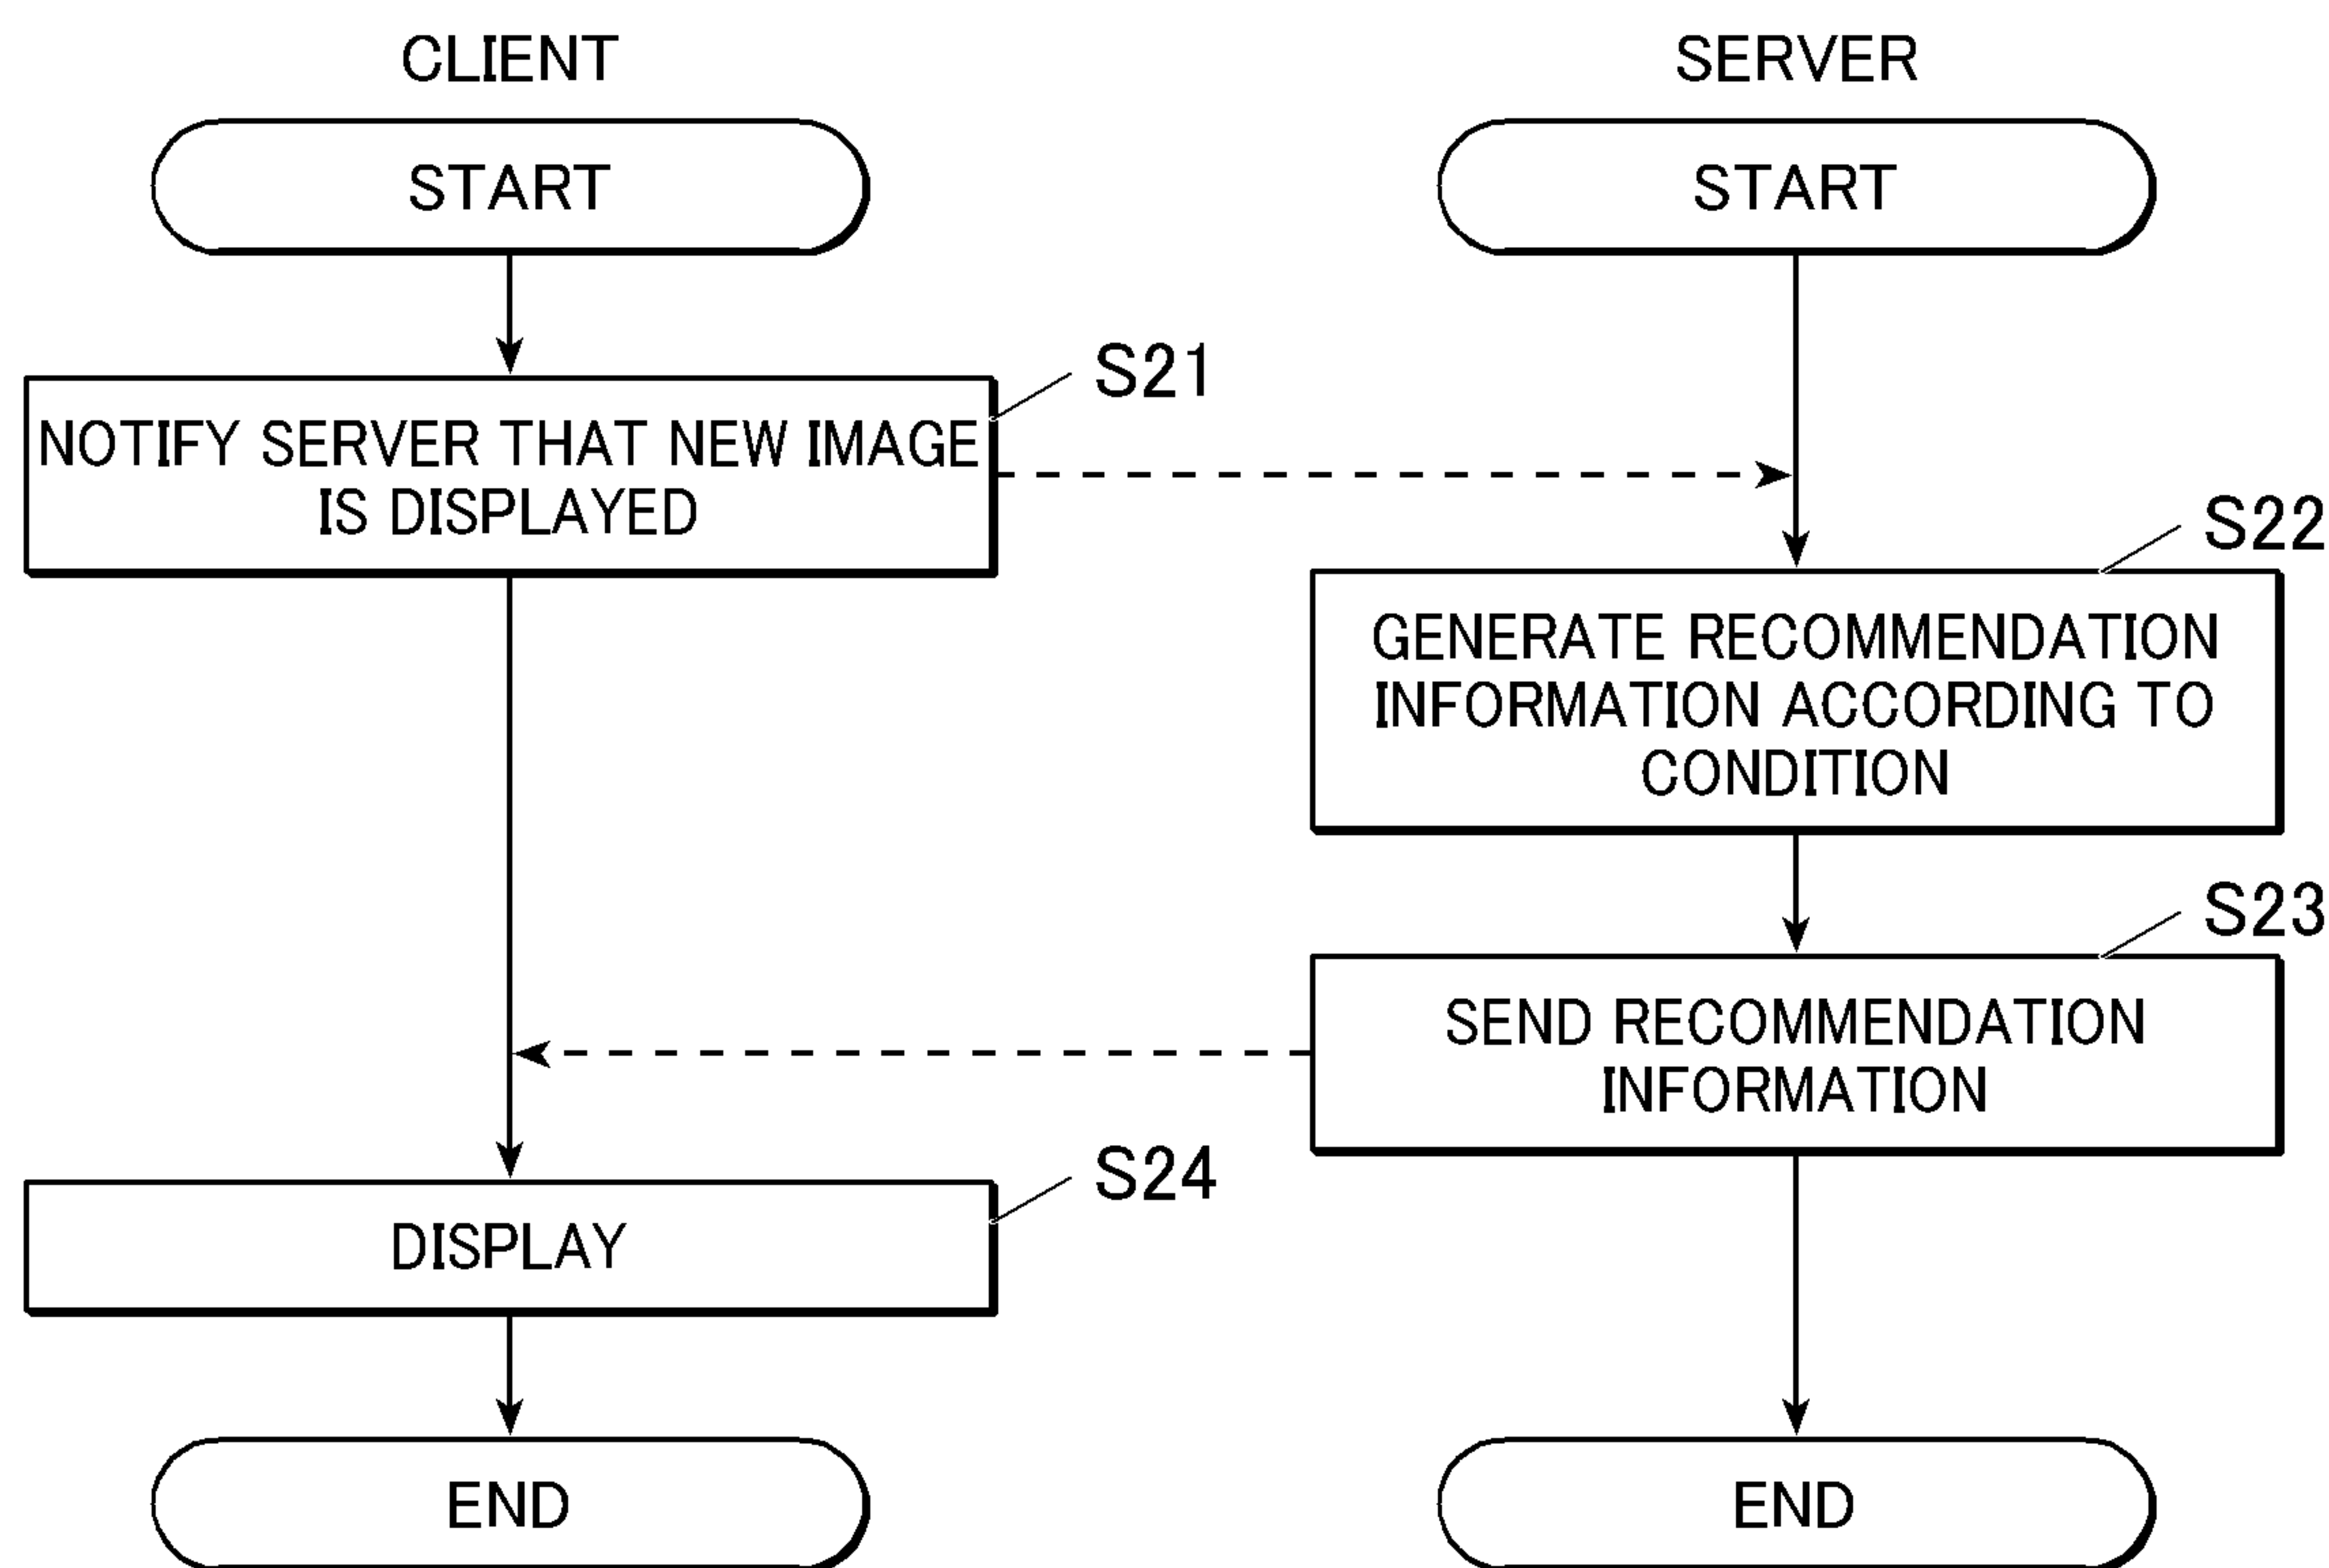 CLIENT
START
S21
NOTIFY SERVER THAT NEW IMAGE
IS DISPLAYED
S24
DISPLAY
END
SERVER
START
S22
GENERATE RECOMMENDATION
INFORMATION ACCORDING TO
CONDITION
S23
SEND RECOMMENDATION
INFORMATION
END